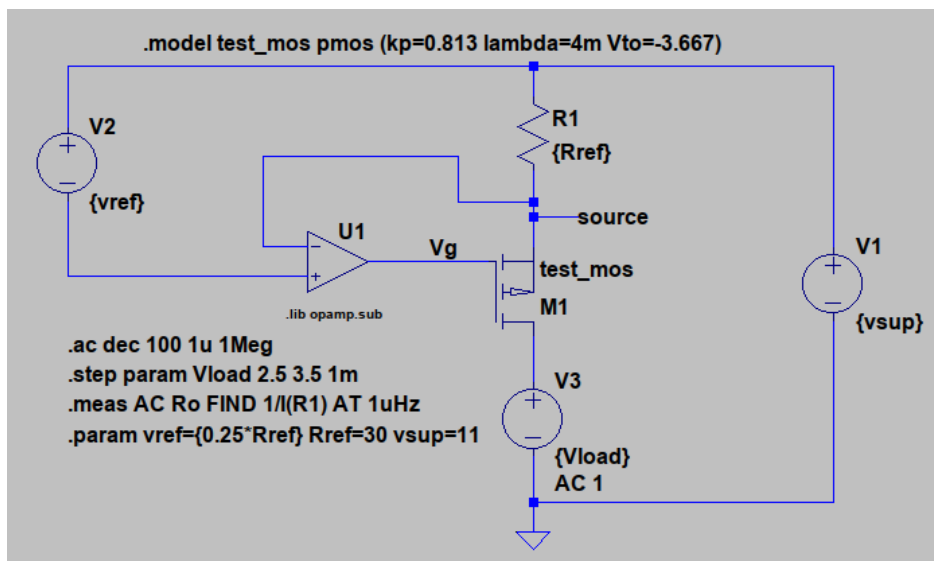 .model test_mos pmos (kp=0.813 lambda=4m Vto=-3.667)
V2
+
−
{vref}
R1
{Rref}
source
U1
−
+
Vg
.lib opamp.sub
test_mos
M1
V1
+
−
{vsup}
.ac dec 100 1u 1Meg
.step param Vload 2.5 3.5 1m
.meas AC Ro FIND 1/I(R1) AT 1uHz
.param vref={0.25*Rref} Rref=30 vsup=11
V3
+
−
{Vload}
AC 1